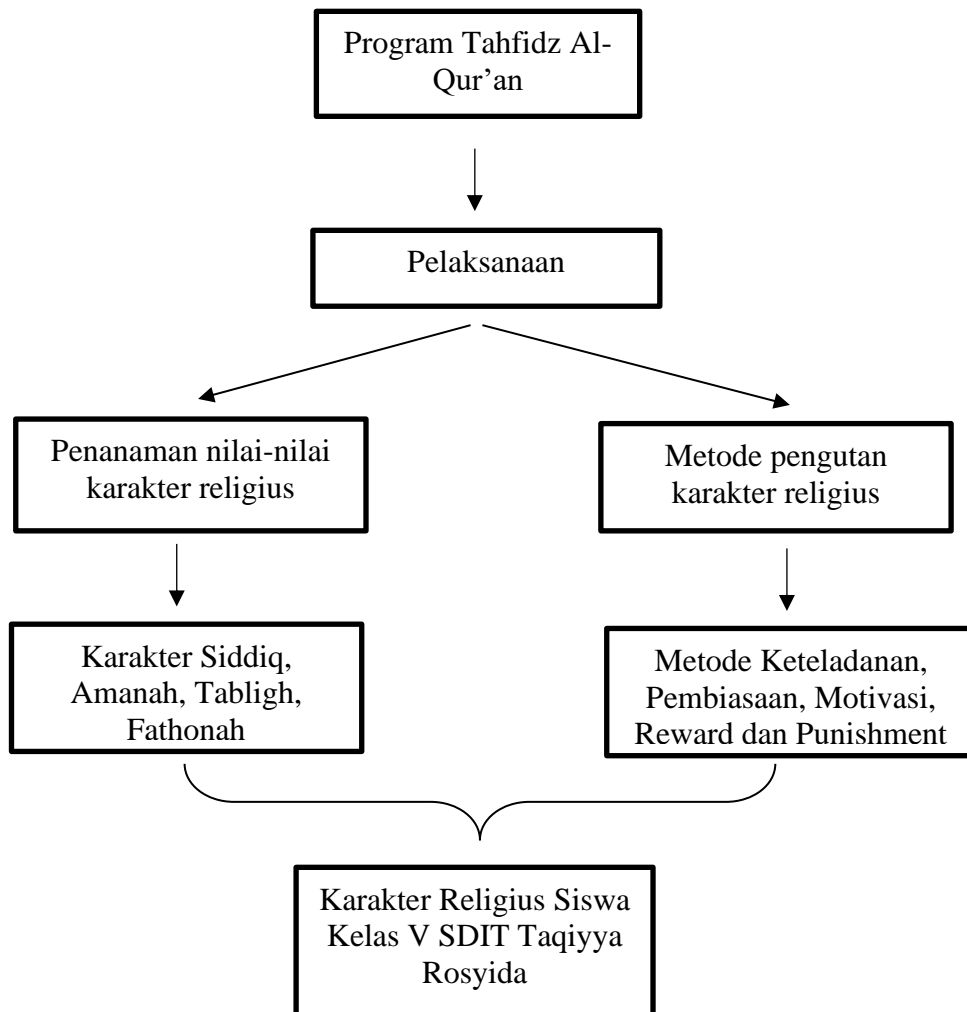 Program Tahfidz Al-
Qur’an
Pelaksanaan
Penanaman nilai-nilai
karakter religius
Metode pengutan
karakter religius
Karakter Siddiq,
Amanah, Tabligh,
Fathonah
Metode Keteladanan,
Pembiasaan, Motivasi,
Reward dan Punishment
Karakter Religius Siswa
Kelas V SDIT Taqiyya
Rosyida